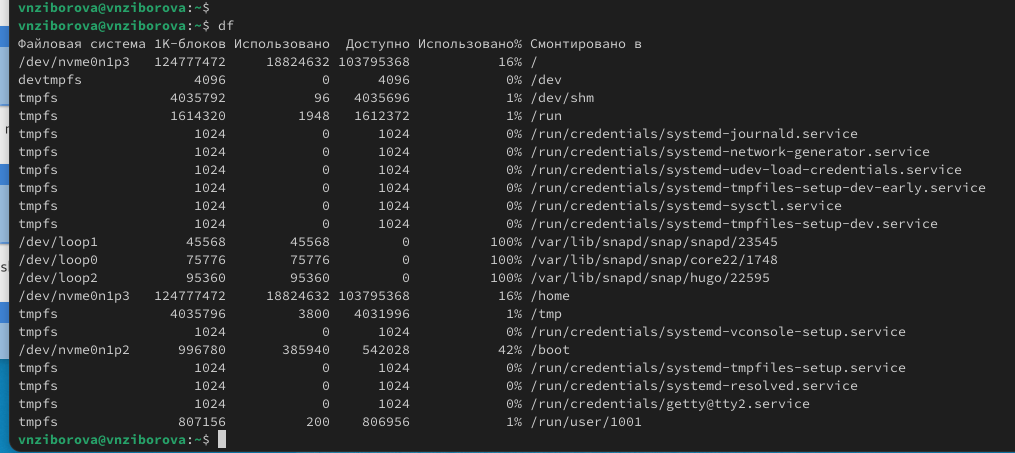 vnziborova@vnziborova:~$
vnziborova@vnziborova:~$ df
Файловая система 1K-блоков Использовано Доступно Использовано% Смонтировано в
/dev/nvme0n1p3 124777472 18824632 103795368 16% /
devtmpfs 4096 0 4096 0% /dev
tmpfs 4035792 96 4035696 1% /dev/shm
tmpfs 1614320 1948 1612372 1% /run
tmpfs 1024 0 1024 0% /run/credentials/systemd-journald.service
tmpfs 1024 0 1024 0% /run/credentials/systemd-network-generator.service
tmpfs 1024 0 1024 0% /run/credentials/systemd-udev-load-credentials.service
tmpfs 1024 0 1024 0% /run/credentials/systemd-tmpfiles-setup-dev-early.service
tmpfs 1024 0 1024 0% /run/credentials/systemd-sysctl.service
tmpfs 1024 0 1024 0% /run/credentials/systemd-tmpfiles-setup-dev.service
/dev/loop1 45568 45568 0 100% /var/lib/snapd/snap/snapd/23545
/dev/loop0 75776 75776 0 100% /var/lib/snapd/snap/core22/1748
/dev/loop2 95360 95360 0 100% /var/lib/snapd/snap/hugo/22595
/dev/nvme0n1p3 124777472 18824632 103795368 16% /home
tmpfs 4035796 3800 4031996 1% /tmp
tmpfs 1024 0 1024 0% /run/credentials/systemd-vconsole-setup.service
/dev/nvme0n1p2 996780 385940 542028 42% /boot
tmpfs 1024 0 1024 0% /run/credentials/systemd-tmpfiles-setup.service
tmpfs 1024 0 1024 0% /run/credentials/systemd-resolved.service
tmpfs 1024 0 1024 0% /run/credentials/getty@tty2.service
tmpfs 807156 200 806956 1% /run/user/1001
vnziborova@vnziborova:~$